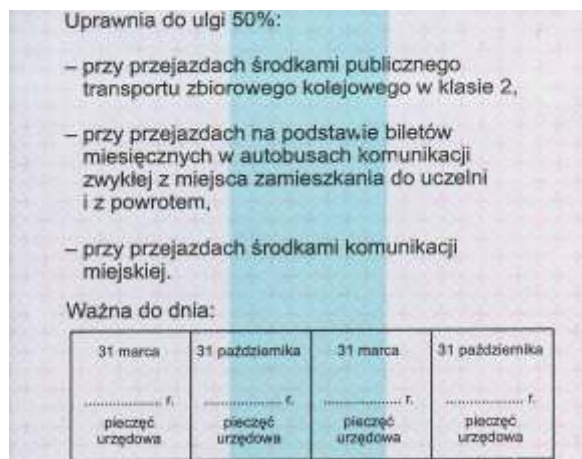 Uprawnia do ulgi 50%:
– przy przejazdach środkami publicznego
transportu zbiorowego kolejowego w klasie 2,
– przy przejazdach na podstawie biletów
miesięcznych w autobusach komunikacji
zwykłej z miejsca zamieszkania do uczelni
i z powrotem,
– przy przejazdach środkami komunikacji
miejskiej.
Ważna do dnia:
31 marca 31 października 31 marca 31 października
.................. r. .................. r. .................. r. .................. r.
pieczęć pieczęć pieczęć pieczęć
urzędowa urzędowa urzędowa urzędowa